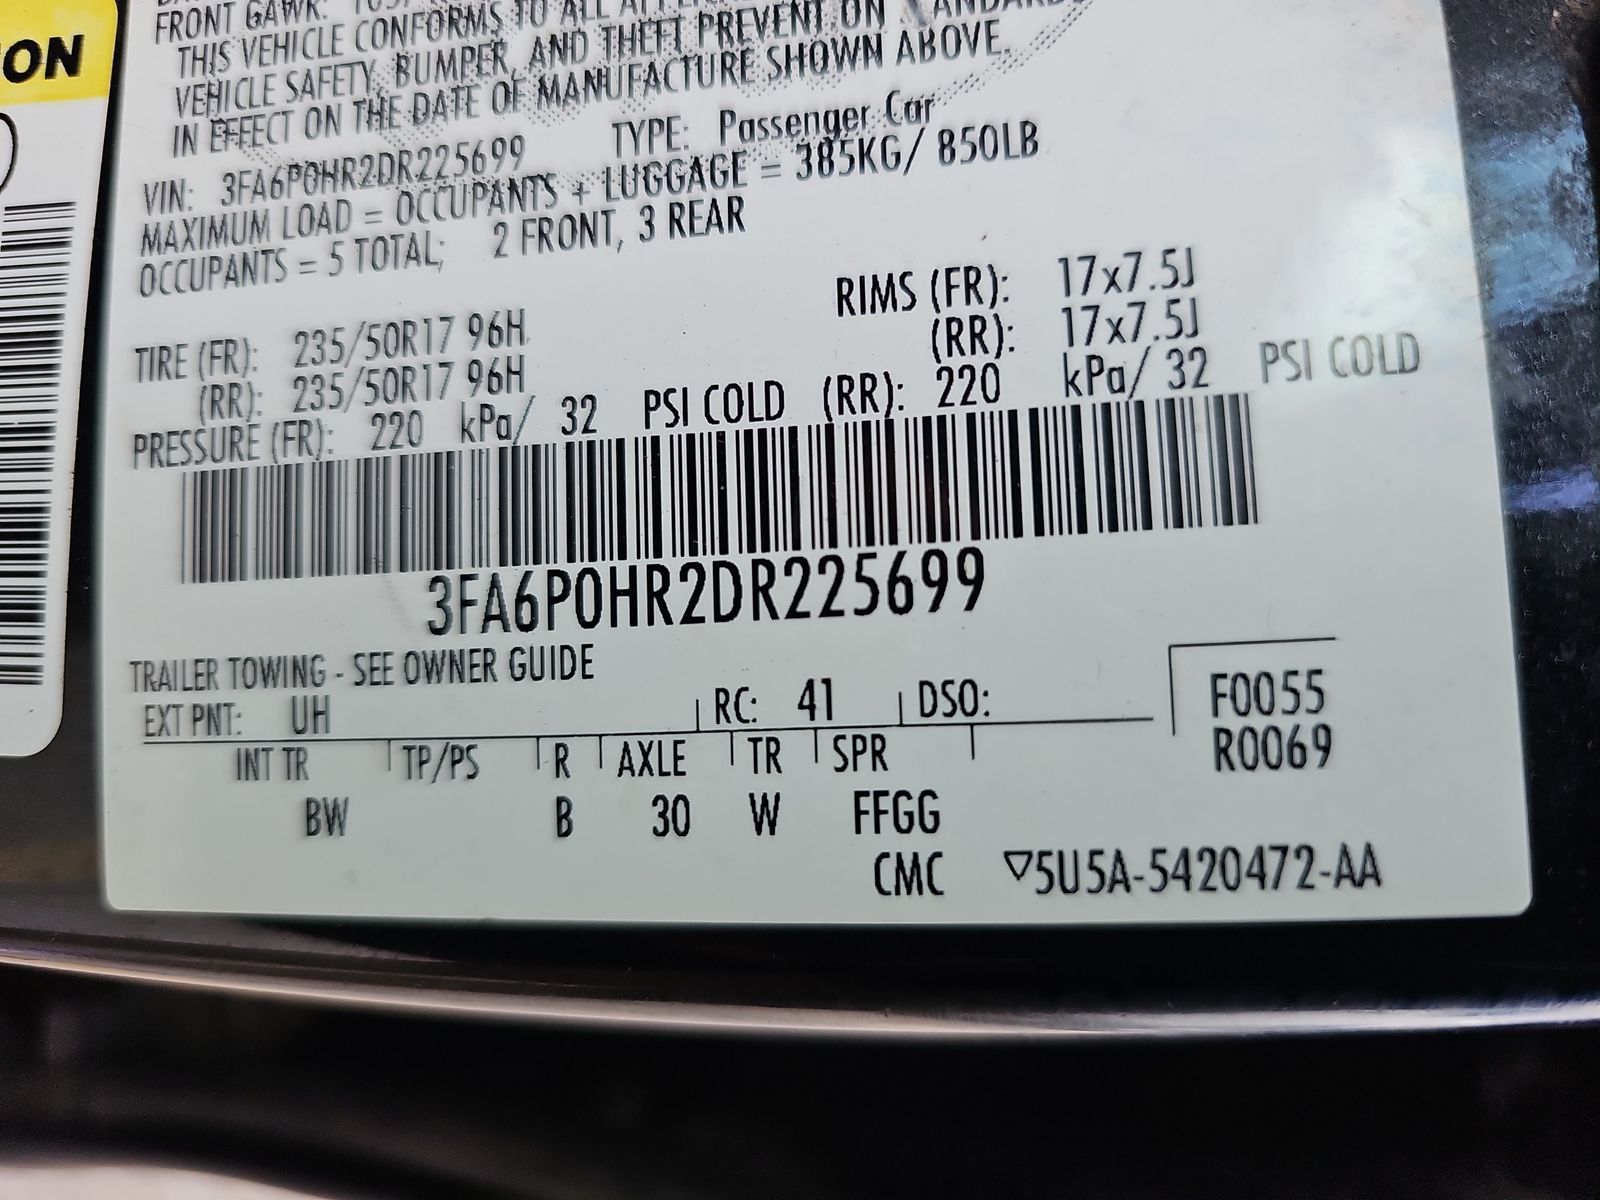 ION
FRONT GAWR:
THIS VEHICLE CONFORMS TO ALL
VEHICLE SAFETY, BUMPER, AND THEFT PREVENTION STANDARDS
IN EFFECT ON THE DATE OF MANUFACTURE SHOWN ABOVE.
VIN: 3FA6P0HR2DR225699 TYPE: Passenger Car
MAXIMUM LOAD = OCCUPANTS + LUGGAGE = 385KG/ 850LB
OCCUPANTS = 5 TOTAL; 2 FRONT, 3 REAR
TIRE (FR): 235/50R17 96H RIMS (FR): 17x7.5J
(RR): 235/50R17 96H (RR): 17x7.5J
PRESSURE (FR): 220 kPa/ 32 PSI COLD (RR): 220 kPa/ 32 PSI COLD
3FA6P0HR2DR225699
TRAILER TOWING - SEE OWNER GUIDE
EXT PNT: UH RC: 41 DSO: F0055
R0069
INT TR TP/PS R AXLE TR SPR
BW B 30 W FFGG
CMC ▽5U5A-5420472-AA